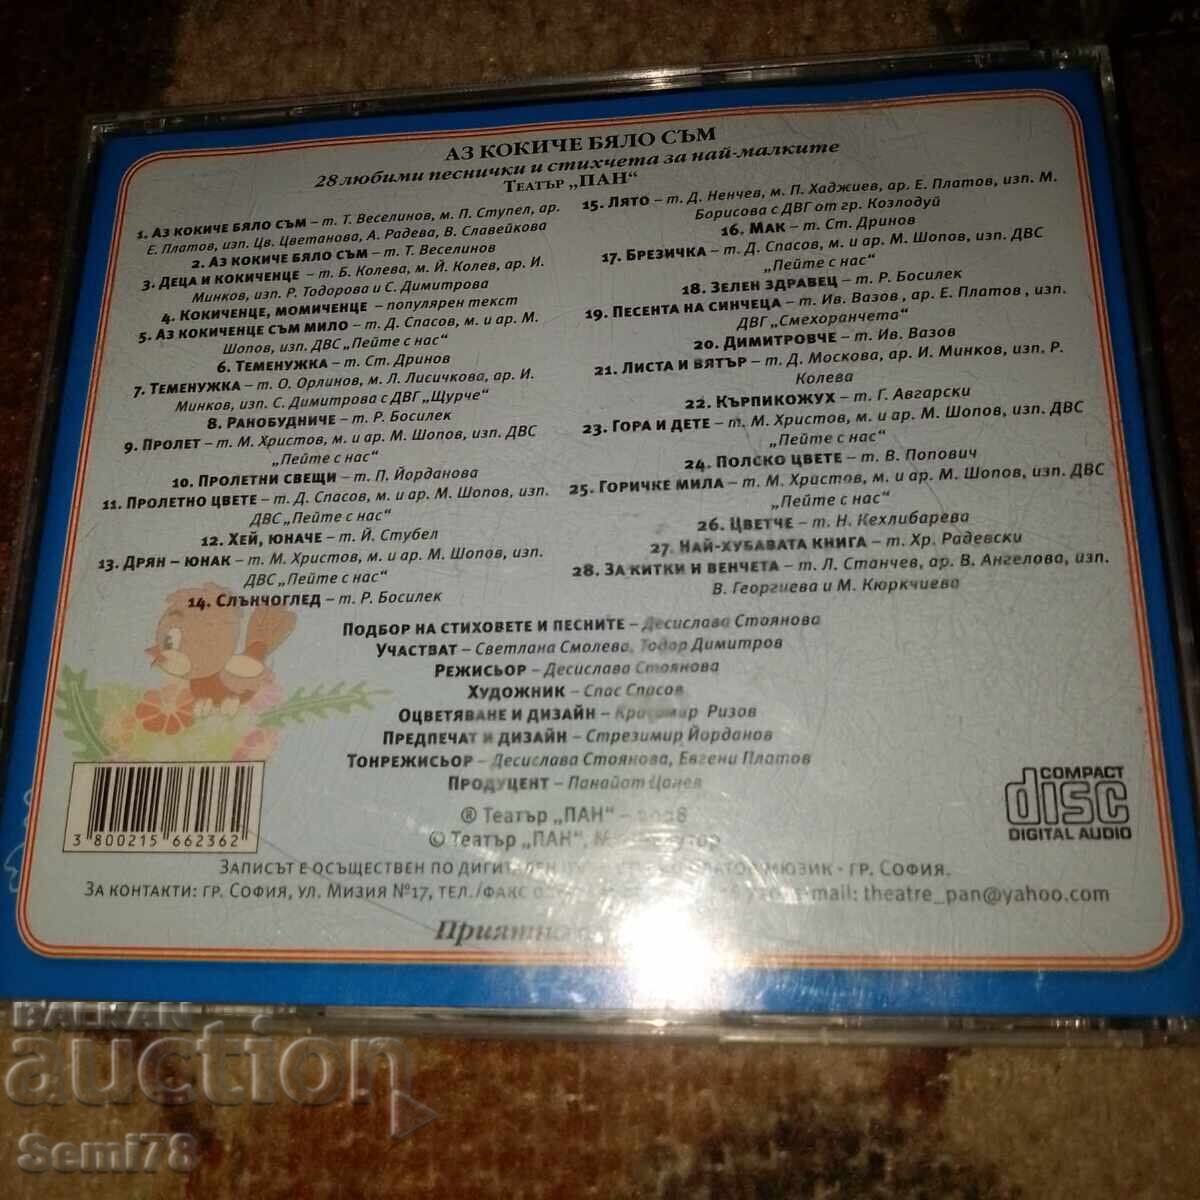 АЗ КОКИЧЕ БЯЛО СЪМ
28 любими песнички и стихчета за най-малките
Театър „ПАН“
1. Аз кокиче бяло съм – т. Т. Веселинов, м. П. Ступел, ар.
Е. Платов, изп. Цв. Цветанова, А. Радева, В. Славейкова
2. Аз кокиче бяло съм – т. Т. Веселинов
3. Деца и кокиченце – т. Б. Колева, м. Й. Колев, ар. И.
Минков, изп. Р. Тодорова и С. Димитрова
4. Кокиченце, момиченце – популярен текст
5. Аз кокиченце съм мило – т. Д. Спасов, м. и ар. М.
Шопов, изп. ДВС „Пейте с нас“
6. Теменужка – т. Ст. Дринов
7. Теменужка – т. О. Орлинов, м. Л. Лисичкова, ар. И.
Минков, изп. С. Димитрова с ДВГ „Щурче“
8. Ранобудниче – т. Р. Босилек
9. Пролет – т. М. Христов, м. и ар. М. Шопов, изп. ДВС
„Пейте с нас“
10. Пролетни свещи – т. П. Йорданова
11. Пролетно цвете – т. Д. Спасов, м. и ар. М. Шопов, изп.
ДВС „Пейте с нас“
12. Хей, юначе – т. Й. Стубел
13. Дрян – юнак – т. М. Христов, м. и ар. М. Шопов, изп.
ДВС „Пейте с нас“
14. Слънчоглед – т. Р. Босилек
15. Лято – т. Д. Ненчев, м. П. Хаджиев, ар. Е. Платов, изп. М.
Борисова с ДВГ от гр. Козлодуй
16. Мак – т. Ст. Дринов
17. Брезичка – т. Д. Спасов, м. и ар. М. Шопов, изп. ДВС
„Пейте с нас“
18. Зелен здравец – т. Р. Босилек
19. Песента на синчеца – т. Ив. Вазов , ар. Е. Платов , изп.
ДВГ „Смехоранчета“
20. Димитровче – т. Ив. Вазов
21. Листа и вятър – т. Д. Москова, ар. И. Минков, изп. Р.
Колева
22. Кърпикожух – т. Г. Авгарски
23. Гора и дете – т. М. Христов, м. и ар. М. Шопов, изп. ДВС
„Пейте с нас“
24. Полско цвете – т. В. Попович
25. Горичке мила – т. М. Христов, м. и ар. М. Шопов, изп. ДВС
„Пейте с нас“
26. Цветче – т. Н. Кехлибарева
27. Най-хубавата книга – т. Хр. Радевски
28. За китки и венчета – т. Л. Станчев, ар. В. Ангелова, изп.
В. Георгиева и М. Кюркчиева
Подбор на стиховете и песните – Десислава Стоянова
Участват – Светлана Смолева, Тодор Димитров
Режисьор – Десислава Стоянова
Художник – Спас Спасов
Оцветяване и дизайн – Красимир Ризов
Предпечат и дизайн – Стрезимир Йорданов
Тонрежисьор – Десислава Стоянова, Евгени Платов
Продуцент – Панайот Цанев
® Театър „ПАН“ –
© Театър „ПАН“,
Записът е осъществен по дигитален мюзик · гр. София.
За контакти: гр. София, ул. Мизия №17, тел./факс e-mail: theatre_pan@yahoo.com
Приятно
3 800215 662362
COMPACT
disc
DIGITAL AUDIO
BALKAN
auction
Semi78